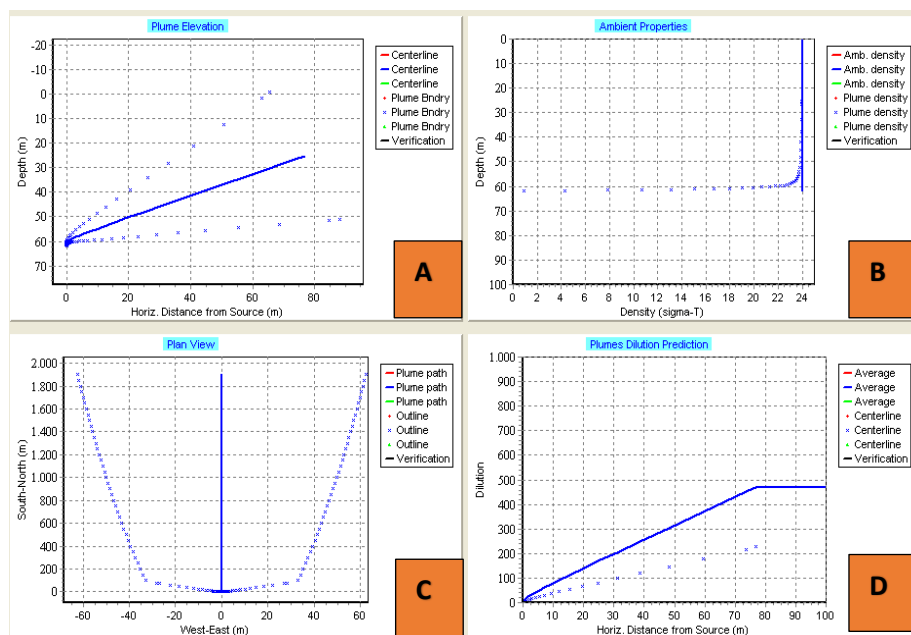 Plume Elevation
-20
-10
0
10
20
30
40
50
60
70
Depth (m)
0 20 40 60 80
Horiz. Distance from Source (m)
Centerline
Centerline
Centerline
Plume Bndry
Plume Bndry
Plume Bndry
Verification
A
Ambient Properties
0
10
20
30
40
50
60
70
80
90
100
Depth (m)
0 2 4 6 8 10 12 14 16 18 20 22 24
Density (sigma-T)
Amb. density
Amb. density
Amb. density
Plume density
Plume density
Plume density
Verification
B
Plan View
2.000
1.800
1.600
1.400
1.200
1.000
800
600
400
200
0
South-North (m)
-60 -40 -20 0 20 40 60
West-East (m)
Plume path
Plume path
Plume path
Outline
Outline
Outline
Verification
C
Plumes Dilution Prediction
1.000
900
800
700
600
500
400
300
200
100
0
Dilution
0 10 20 30 40 50 60 70 80 90 100
Horiz. Distance from Source (m)
Average
Average
Average
Centerline
Centerline
Centerline
Verification
D